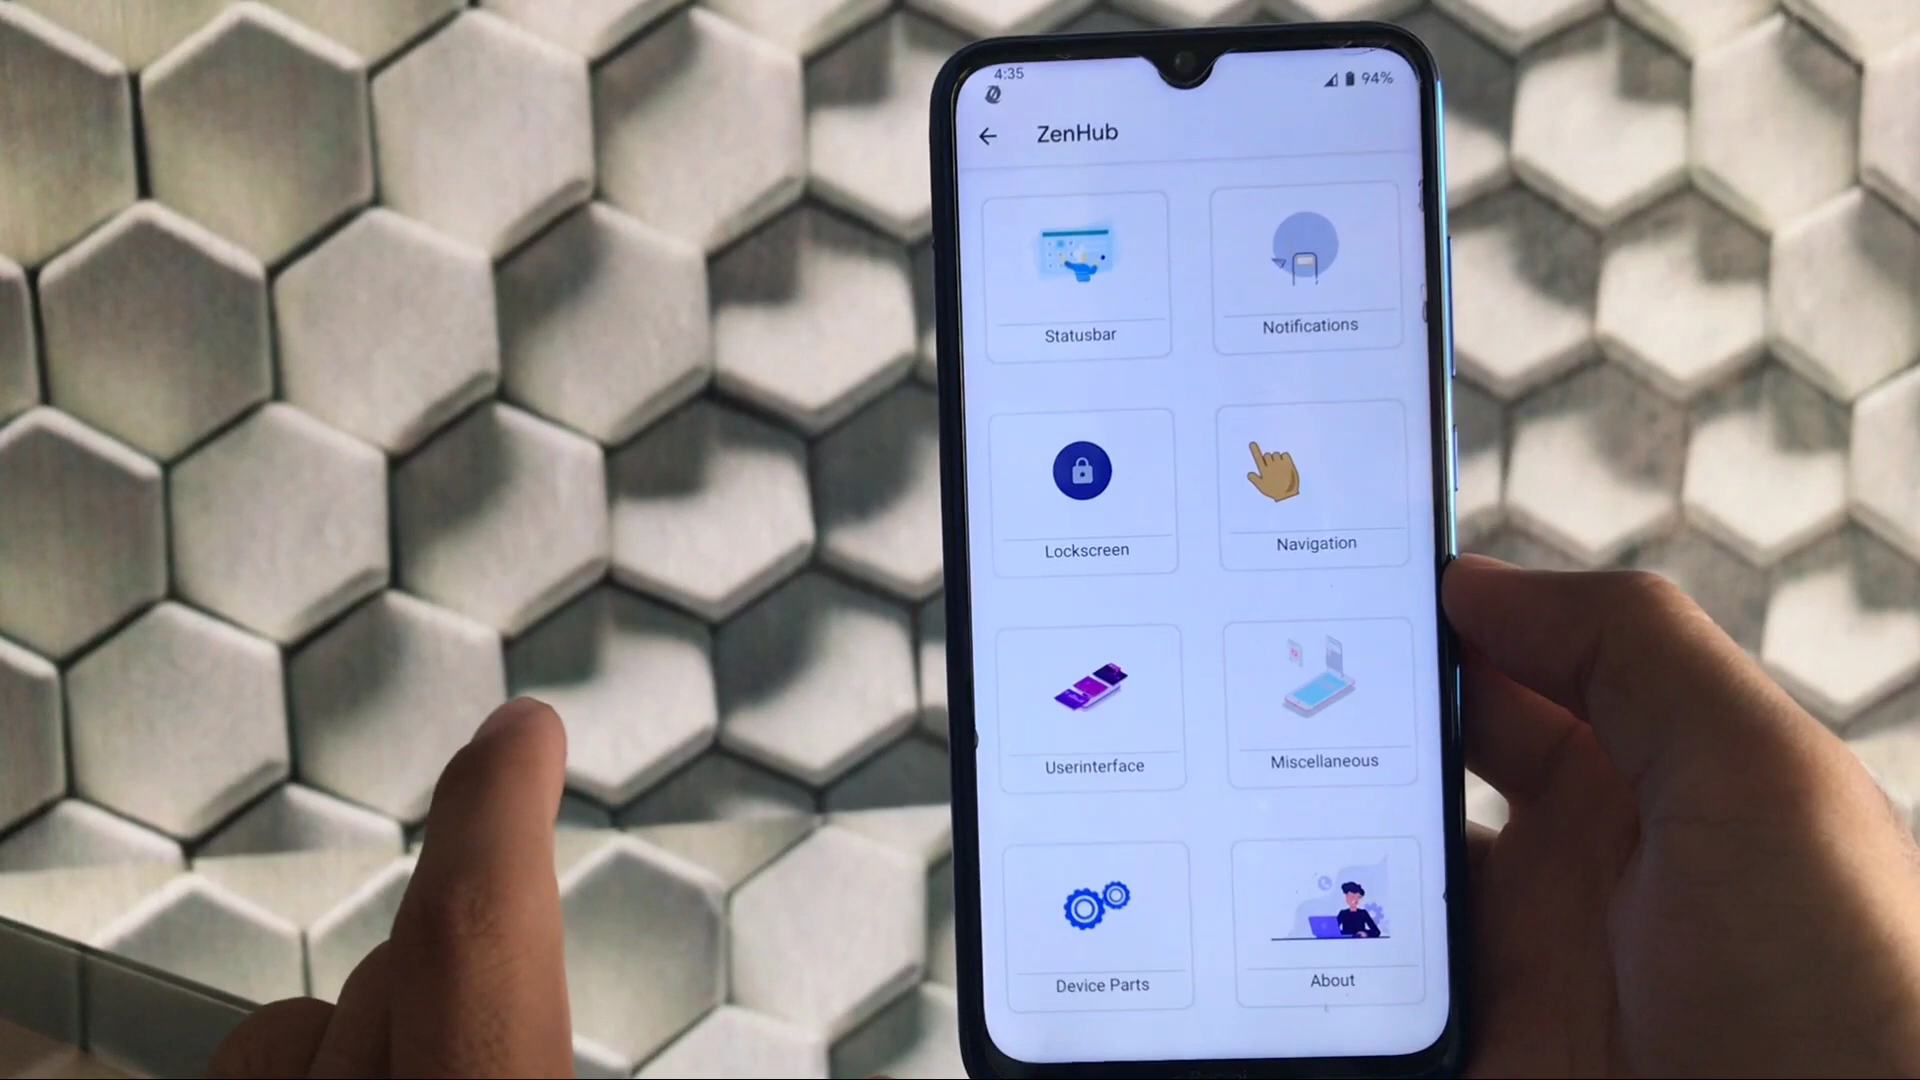 4:35
94%
ZenHub
Statusbar
Notifications
Lockscreen
Navigation
Userinterface
Miscellaneous
Device Parts
About